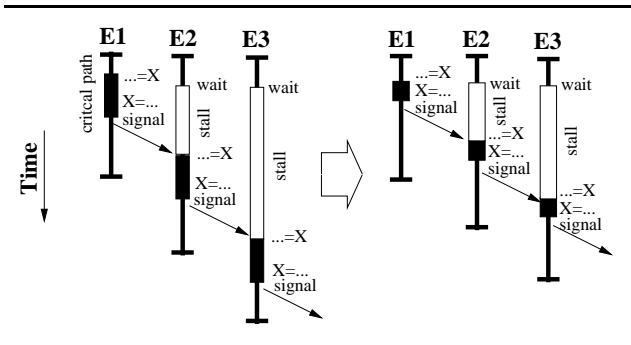 E1 E2 E3
critcal path
...=X
X=...
signal
wait
stall
...=X
X=...
signal
wait
stall
...=X
X=...
signal
Time
E1 E2 E3
...=X
X=...
signal
wait
stall
...=X
X=...
signal
wait
stall
...=X
X=...
signal